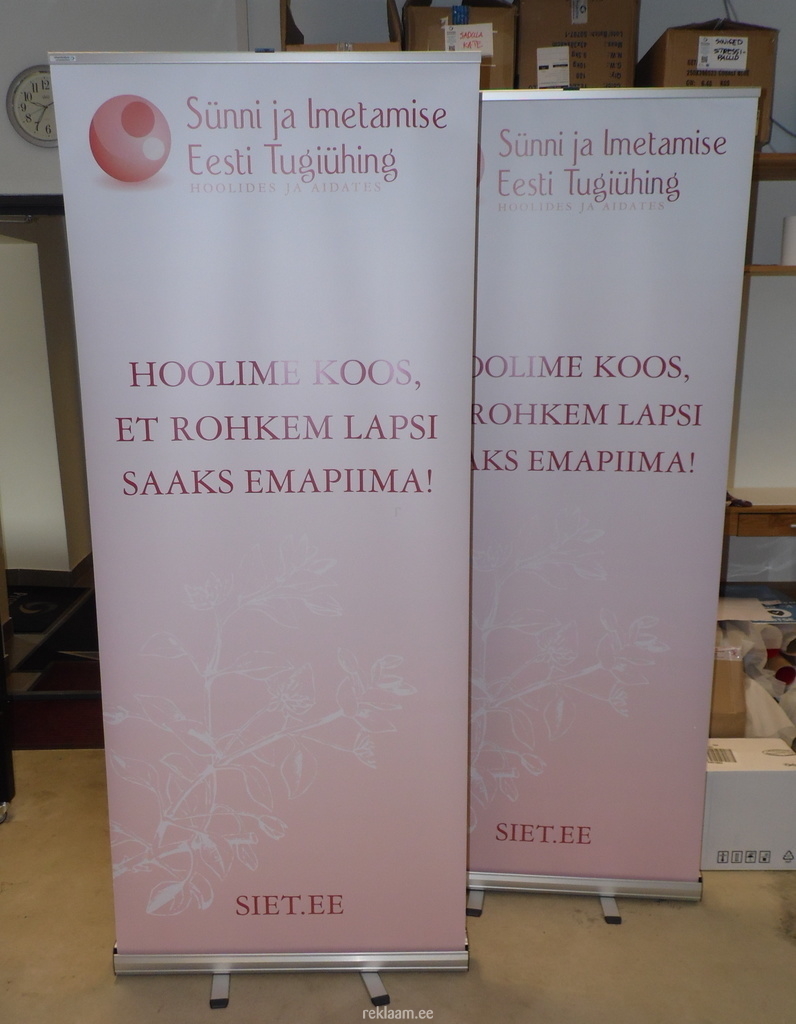 Sünni ja Imetamise
Eesti Tugiühing
HOOLIDES JA AIDATES
HOOLIME KOOS,
ET ROHKEM LAPSI
SAAKS EMAPIIMA!
SIET.EE
Sünni ja Imetamise
Eesti Tugiühing
HOOLIDES JA AIDATES
OOLIME KOOS,
ROHKEM LAPSI
AKS EMAPIIMA!
SIET.EE
reklaam.ee